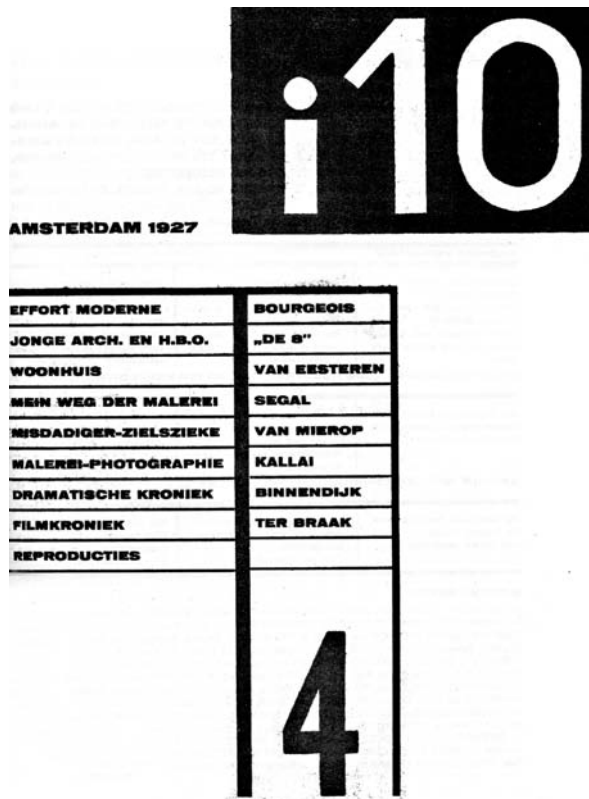 i10
AMSTERDAM 1927
EFFORT MODERNE BOURGEOIS
JONGE ARCH. EN H.B.O. „DE 8”
WOONHUIS VAN EESTEREN
MEIN WEG DER MALEREI SEGAL
MISDADIGER-ZIELSZIEKE VAN MIEROP
MALEREI-PHOTOGRAPHIE KALLAI
DRAMATISCHE KRONIEK BINNENDIJK
FILMKRONIEK TER BRAAK
REPRODUCTIES
4